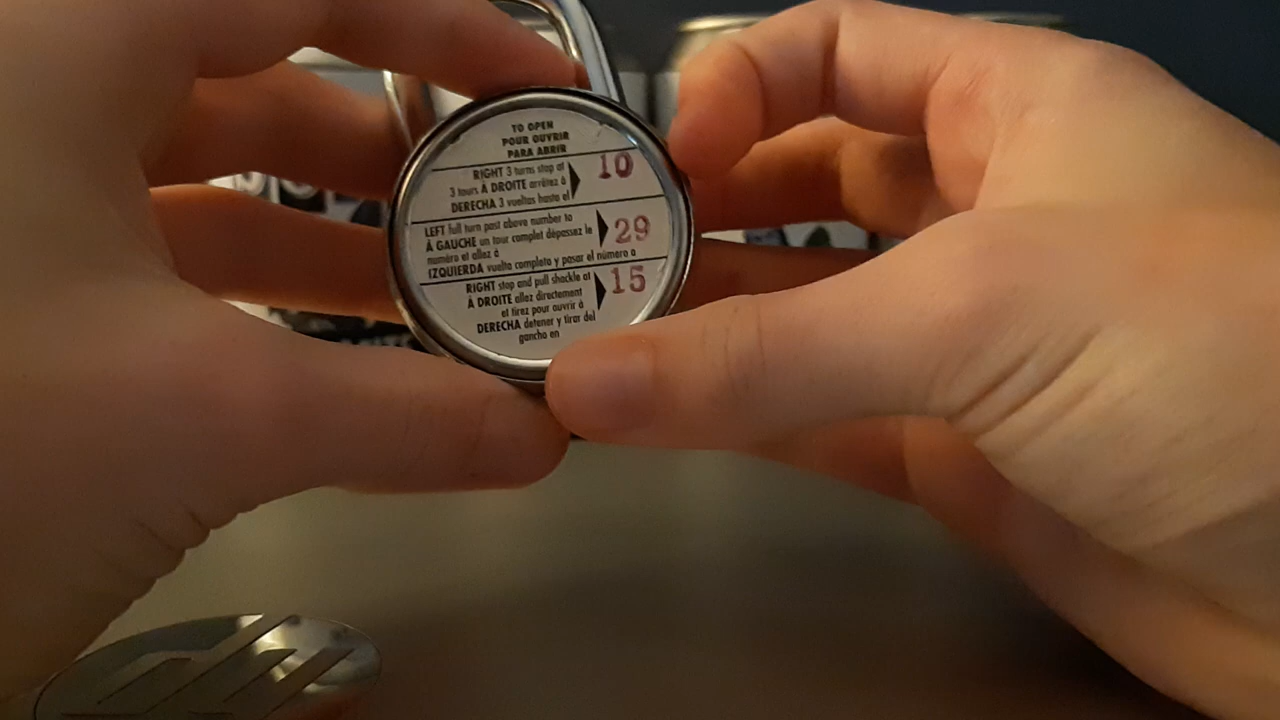 TO OPEN
POUR OUVRIR
PARA ABRIR
RIGHT 3 turns stop at
3 tours À DROITE arrêtez à
DERECHA 3 vueltas hasta el
10
LEFT full turn past above number to
À GAUCHE un tour complet dépassez le
numéro et allez à
IZQUIERDA vuelta completa y pasar el número a
29
RIGHT stop and pull shackle at
À DROITE allez directement
et tirez pour ouvrir à
DERECHA detener y tirar del
gancho en
15